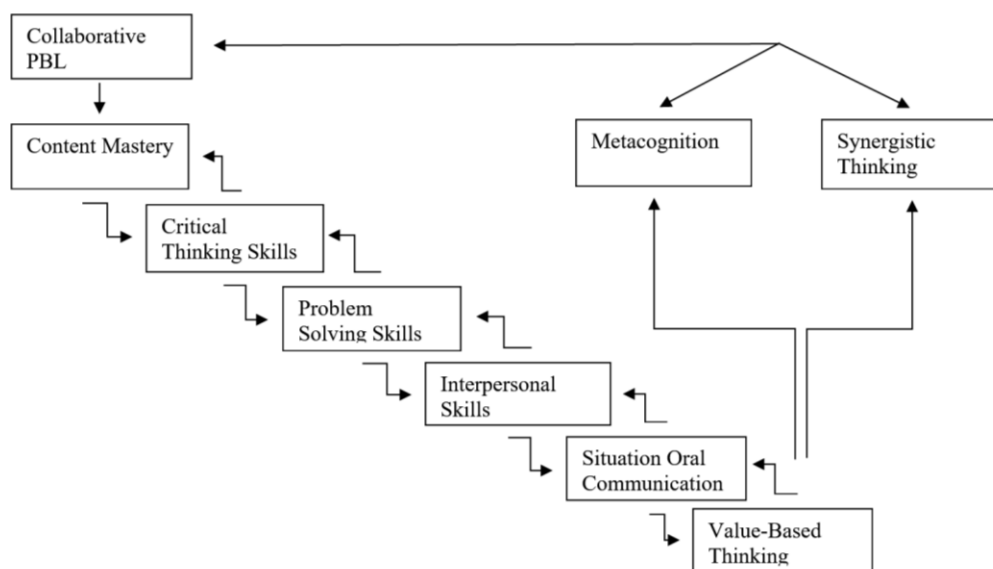 Collaborative
PBL
Content Mastery
Metacognition
Synergistic
Thinking
Critical
Thinking Skills
Problem
Solving Skills
Interpersonal
Skills
Situation Oral
Communication
Value-Based
Thinking